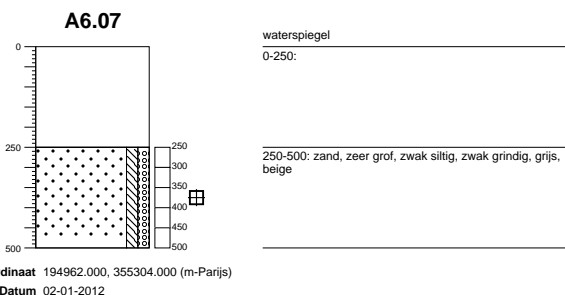 A6.07
waterspiegel
0
0-250:
250
250
250-500: zand, zeer grof, zwak siltig, zwak grindig, grijs,
beige
300
350
400
450
500
500
dinaat 194962.000, 355304.000 (m-Parijs)
Datum 02-01-2012